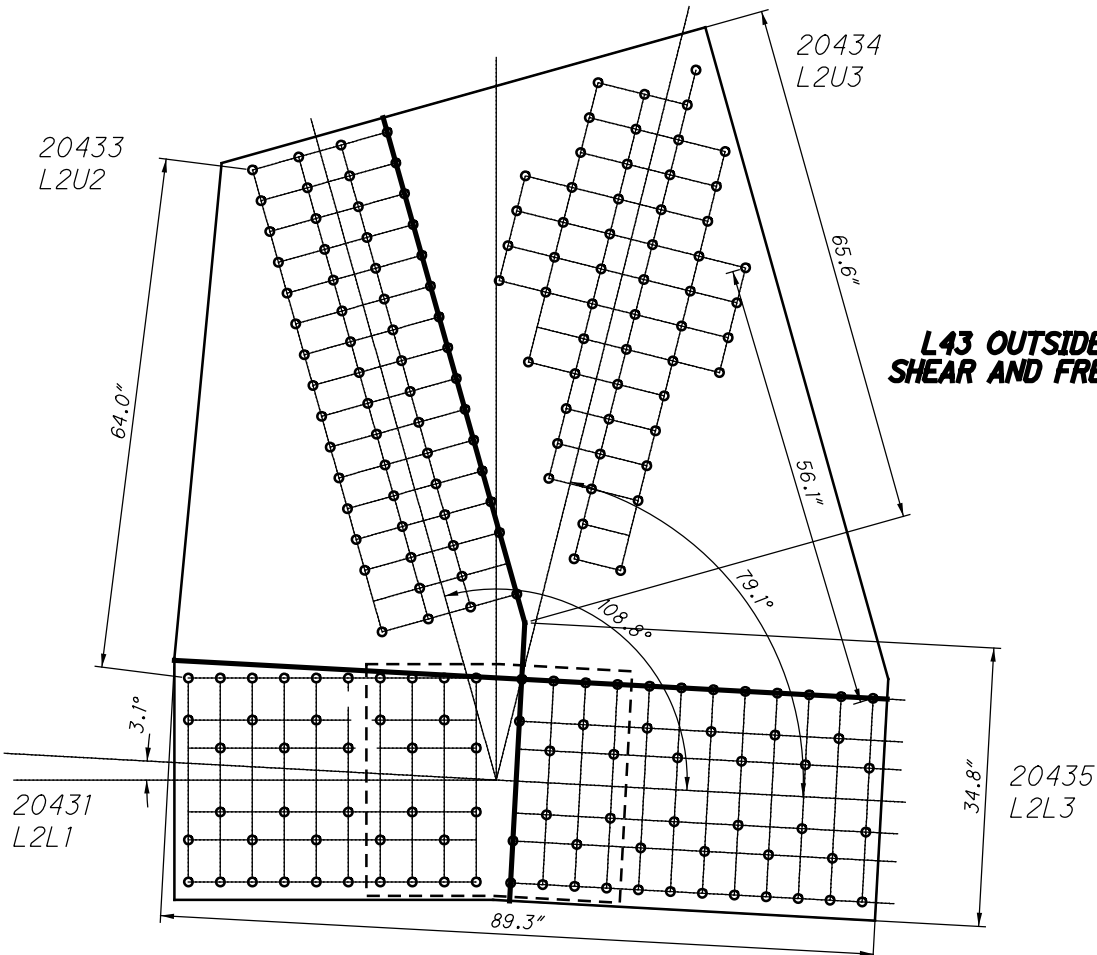 20434
L2U3
20433
L2U2
65.6"
64.0"
L43 OUTSIDE
SHEAR AND FRE
56.1"
79.1°
108.8°
3.1°
34.8"
20431
L2L1
20435
L2L3
89.3"